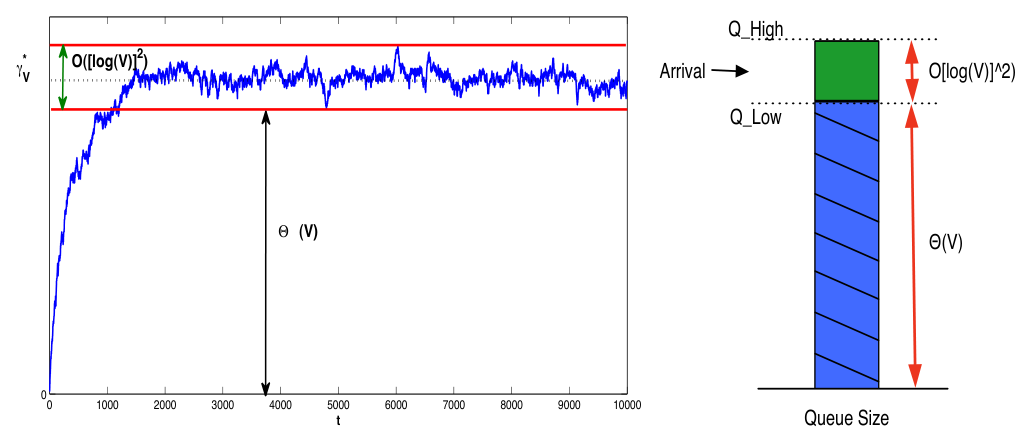 O([log(V)]^2)
γ*_V
Θ (V)
0
0 1000 2000 3000 4000 5000 6000 7000 8000 9000 10000
t
Q_High
Arrival
O[log(V)]^2)
Q_Low
Θ(V)
Queue Size